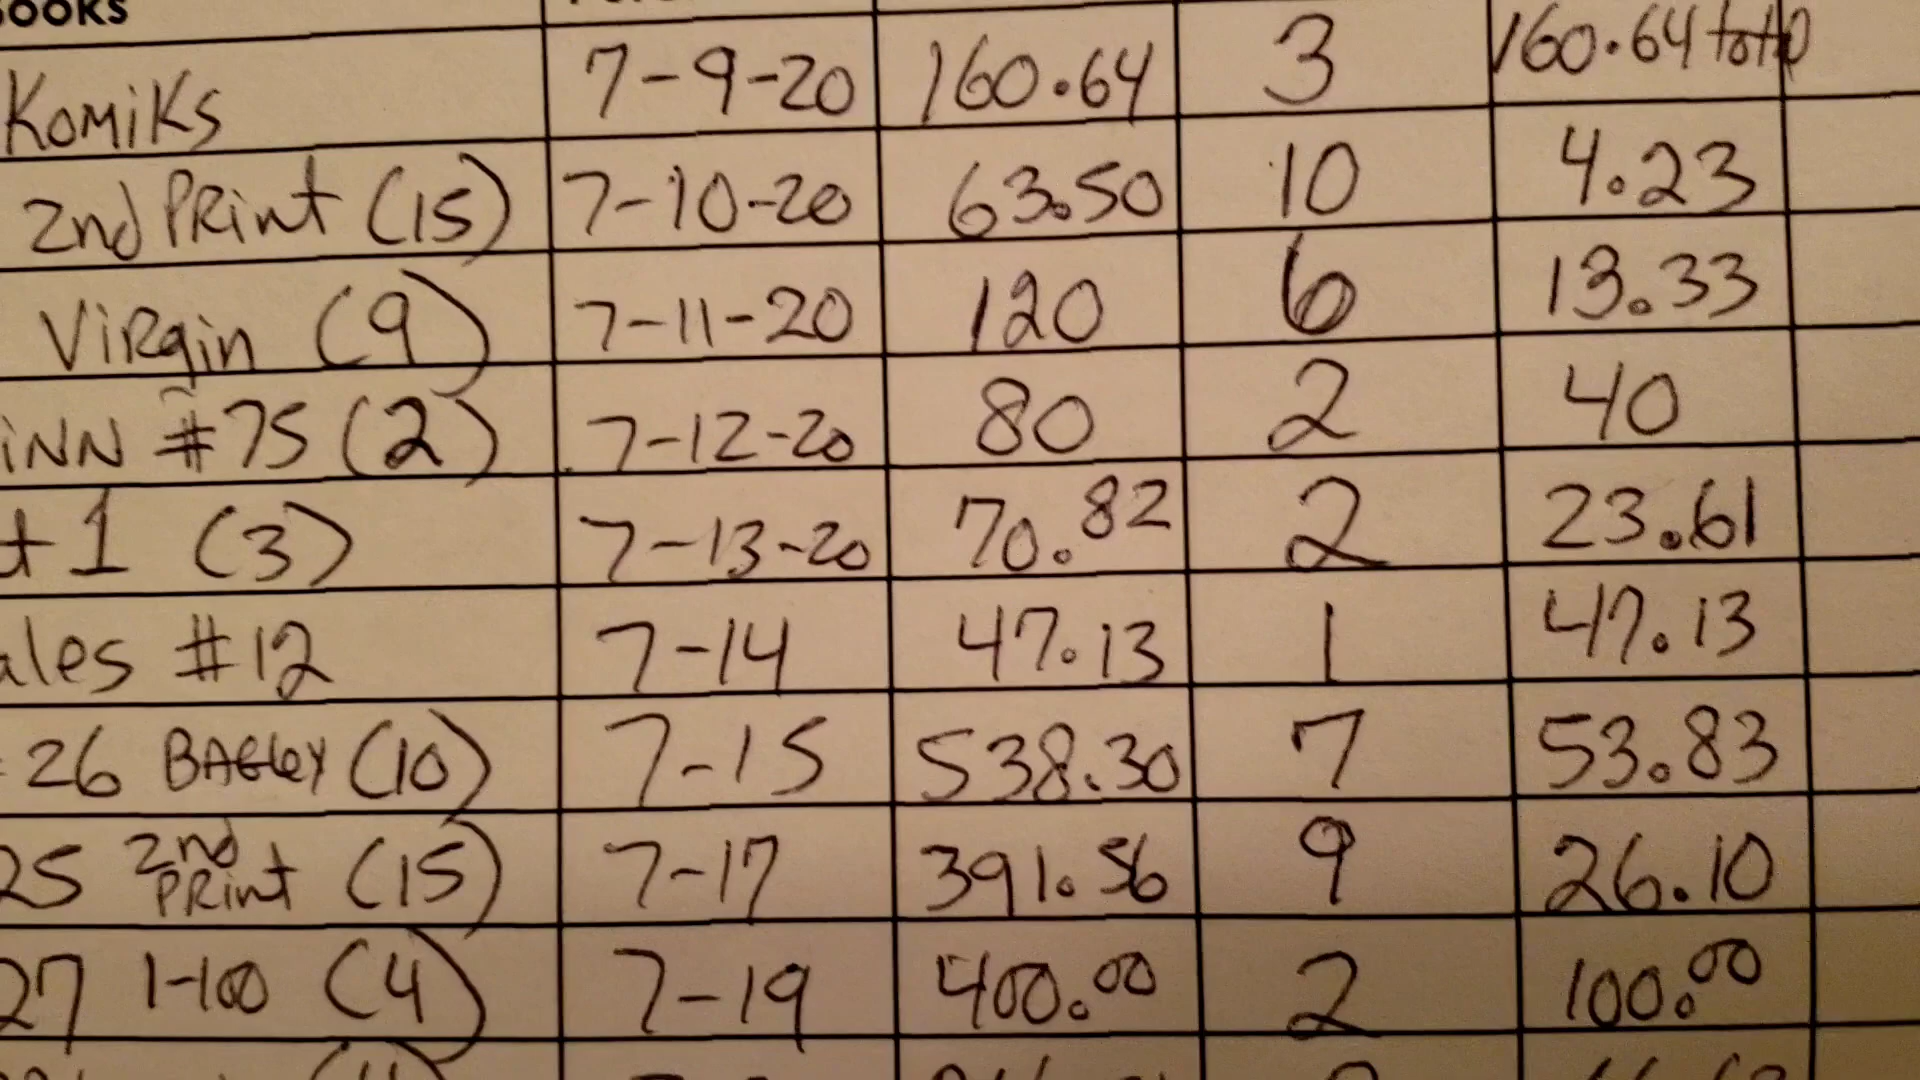 BOOKS
Komiks 7-9-20 160.64 3 160.64 total
2nd Print (15) 7-10-20 63.50 10 4.23
Virgin (9) 7-11-20 120 6 13.33
#75 (2) 7-12-20 80 2 40
1 (3) 7-13-20 70.82 2 23.61
#12 7-14 47.13 1 47.13
26 BAGLEY (10) 7-15 538.30 7 53.83
25 2nd Print (15) 7-17 391.56 9 26.10
27 1-100 (4) 7-19 400.00 2 100.00